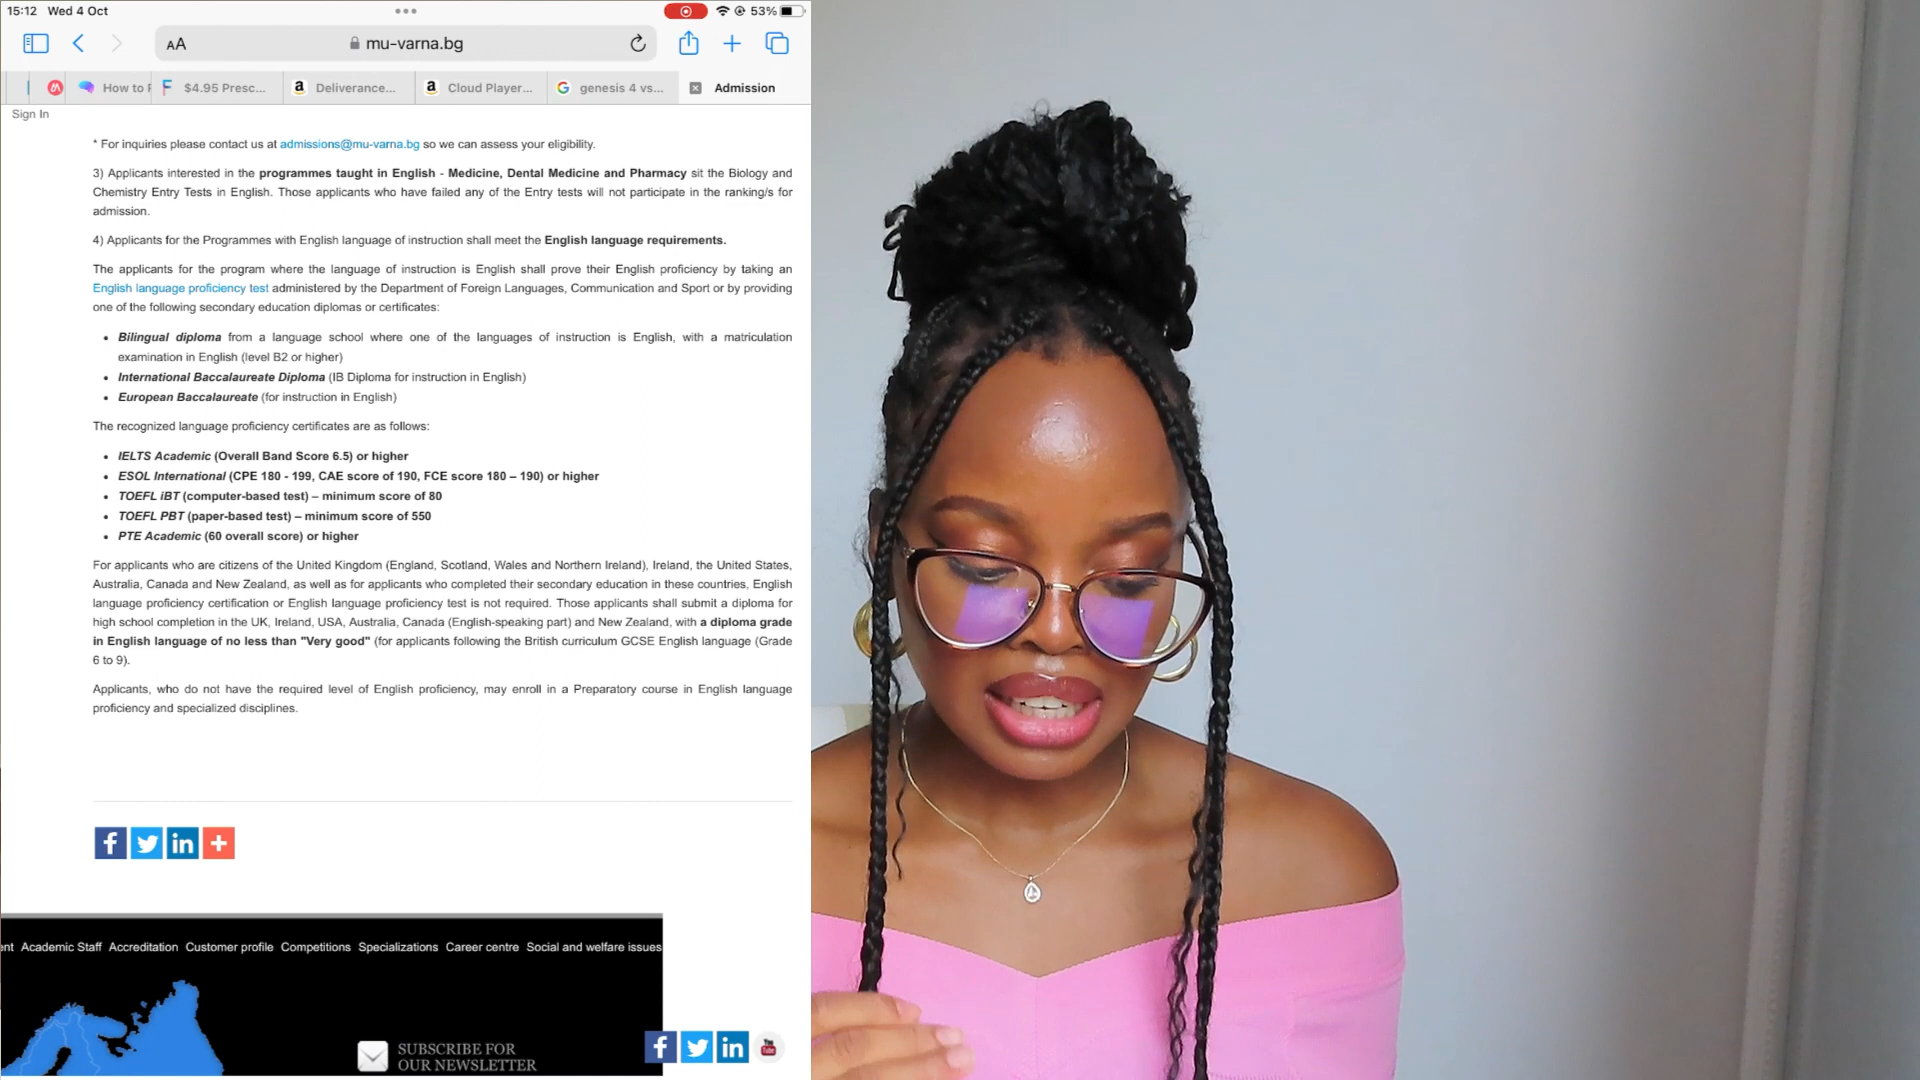 15:12 Wed 4 Oct
53%
AA
mu-varna.bg
How to F
$4.95 Presc...
Deliverance...
Cloud Player...
genesis 4 vs...
Admission
Sign In
* For inquiries please contact us at admissions@mu-varna.bg so we can assess your eligibility.
3) Applicants interested in the programmes taught in English - Medicine, Dental Medicine and Pharmacy sit the Biology and
Chemistry Entry Tests in English. Those applicants who have failed any of the Entry tests will not participate in the ranking/s for
admission.
4) Applicants for the Programmes with English language of instruction shall meet the English language requirements.
The applicants for the program where the language of instruction is English shall prove their English proficiency by taking an
English language proficiency test administered by the Department of Foreign Languages, Communication and Sport or by providing
one of the following secondary education diplomas or certificates:
• Bilingual diploma from a language school where one of the languages of instruction is English, with a matriculation
examination in English (level B2 or higher)
• International Baccalaureate Diploma (IB Diploma for instruction in English)
• European Baccalaureate (for instruction in English)
The recognized language proficiency certificates are as follows:
• IELTS Academic (Overall Band Score 6.5) or higher
• ESOL International (CPE 180 - 199, CAE score of 190, FCE score 180 – 190) or higher
• TOEFL iBT (computer-based test) – minimum score of 80
• TOEFL PBT (paper-based test) – minimum score of 550
• PTE Academic (60 overall score) or higher
For applicants who are citizens of the United Kingdom (England, Scotland, Wales and Northern Ireland), Ireland, the United States,
Australia, Canada and New Zealand, as well as for applicants who completed their secondary education in these countries, English
language proficiency certification or English language proficiency test is not required. Those applicants shall submit a diploma for
high school completion in the UK, Ireland, USA, Australia, Canada (English-speaking part) and New Zealand, with a diploma grade
in English language of no less than "Very good" (for applicants following the British curriculum GCSE English language (Grade
6 to 9).
Applicants, who do not have the required level of English proficiency, may enroll in a Preparatory course in English language
proficiency and specialized disciplines.
ent Academic Staff Accreditation Customer profile Competitions Specializations Career centre Social and welfare issues
SUBSCRIBE FOR
OUR NEWSLETTER